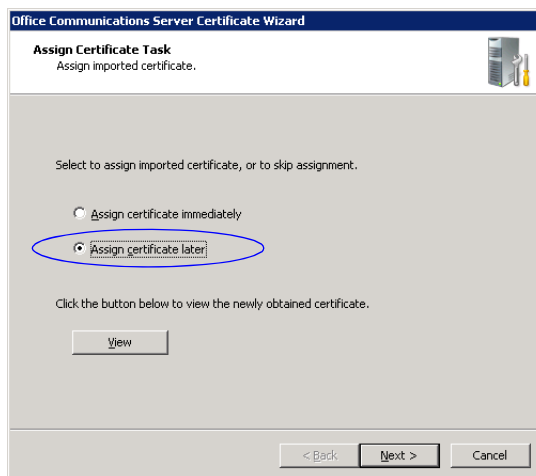 Office Communications Server Certificate Wizard
Assign Certificate Task
Assign imported certificate.
Select to assign imported certificate, or to skip assignment.
Assign certificate immediately
Assign certificate later
Click the button below to view the newly obtained certificate.
View
< Back Next > Cancel